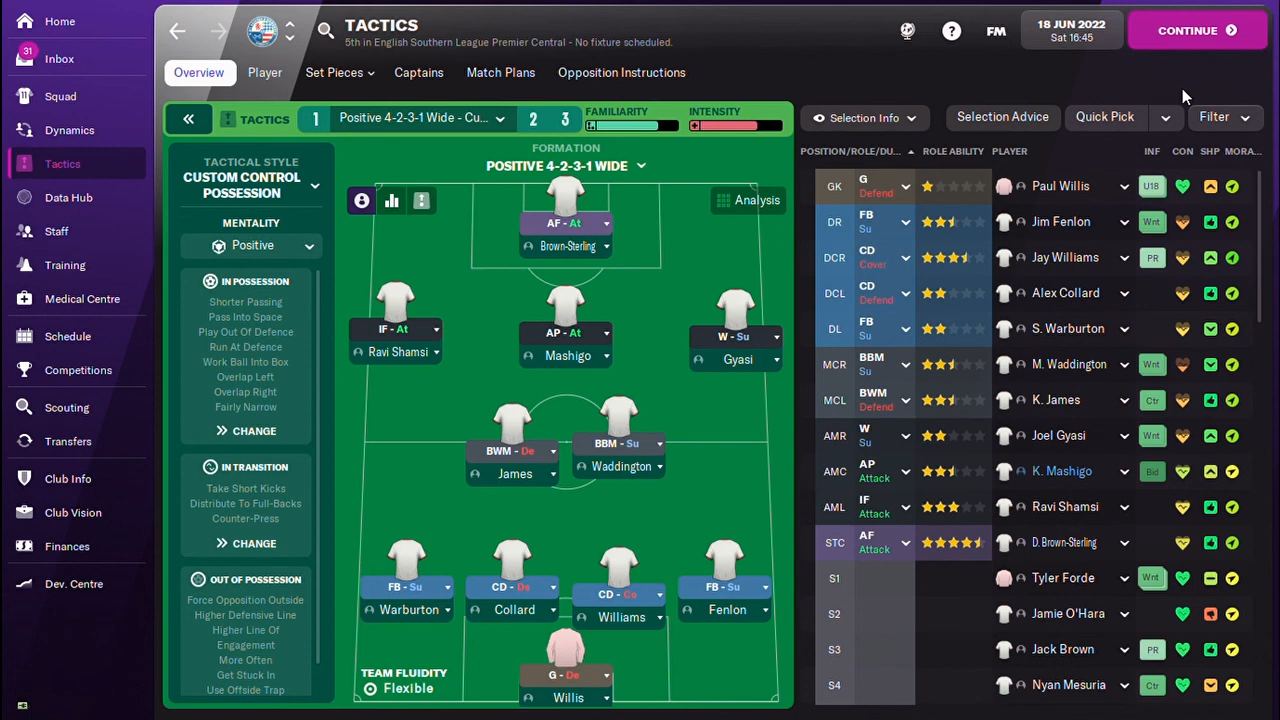 Home
31
Inbox
Squad
Dynamics
Tactics
Data Hub
Staff
Training
Medical Centre
Schedule
Competitions
Scouting
Transfers
Club Info
Club Vision
Finances
Dev. Centre
TACTICS
5th in English Southern League Premier Central - No fixture scheduled.
? FM
18 JUN 2022
Sat 16:45
CONTINUE
Overview Player Set Pieces Captains Match Plans Opposition Instructions
TACTICS 1 Positive 4-2-3-1 Wide - Cu... 2 3 FAMILIARITY INTENSITY
TACTICAL STYLE
CUSTOM CONTROL
POSSESSION
MENTALITY
Positive
IN POSSESSION
Shorter Passing
Pass Into Space
Play Out Of Defence
Run At Defence
Work Ball Into Box
Overlap Left
Overlap Right
Fairly Narrow
CHANGE
IN TRANSITION
Take Short Kicks
Distribute To Full-Backs
Counter-Press
CHANGE
OUT OF POSSESSION
Force Opposition Outside
Higher Defensive Line
Higher Line Of
Engagement
More Often
Get Stuck In
Use Offside Trap
FORMATION
POSITIVE 4-2-3-1 WIDE
Analysis
AF - At
Brown-Sterling
IF - At
Ravi Shamsi
AP - At
Mashigo
W - Su
Gyasi
BWM - De
James
BBM - Su
Waddington
FB - Su
Warburton
CD - De
Collard
CD - Co
Williams
FB - Su
Fenlon
G - De
Willis
TEAM FLUIDITY
Flexible
Selection Info Selection Advice Quick Pick Filter
POSITION/ROLE/DU... ROLE ABILITY PLAYER INF CON SHP MORA...
GK G Defend Paul Willis U18
DR FB Su Jim Fenlon Wnt
DCR CD Cover Jay Williams PR
DCL CD Defend Alex Collard
DL FB Su S. Warburton
MCR BBM Su M. Waddington Wnt
MCL BWM Defend K. James Ctr
AMR W Su Joel Gyasi Wnt
AMC AP Attack K. Mashigo Bid
AML IF Attack Ravi Shamsi
STC AF Attack D. Brown-Sterling
S1 Tyler Forde Wnt
S2 Jamie O'Hara
S3 Jack Brown PR
S4 Nyan Mesuria Ctr